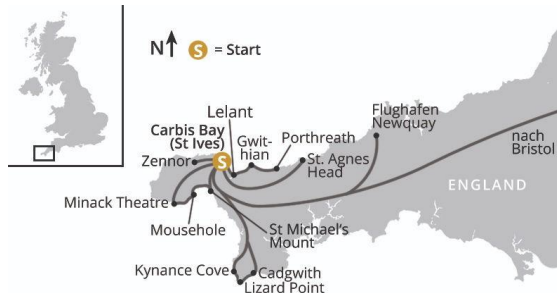 N S = Start
Lelant
Carbis Bay
(St Ives)
Gwit-
hian
Porthreath
Flughafen
Newquay
Zennor
S
St. Agnes
Head
nach
Bristol
ENGLAND
Minack Theatre
Mousehole
St Michael's
Mount
Kynance Cove
Cadgwith
Lizard Point